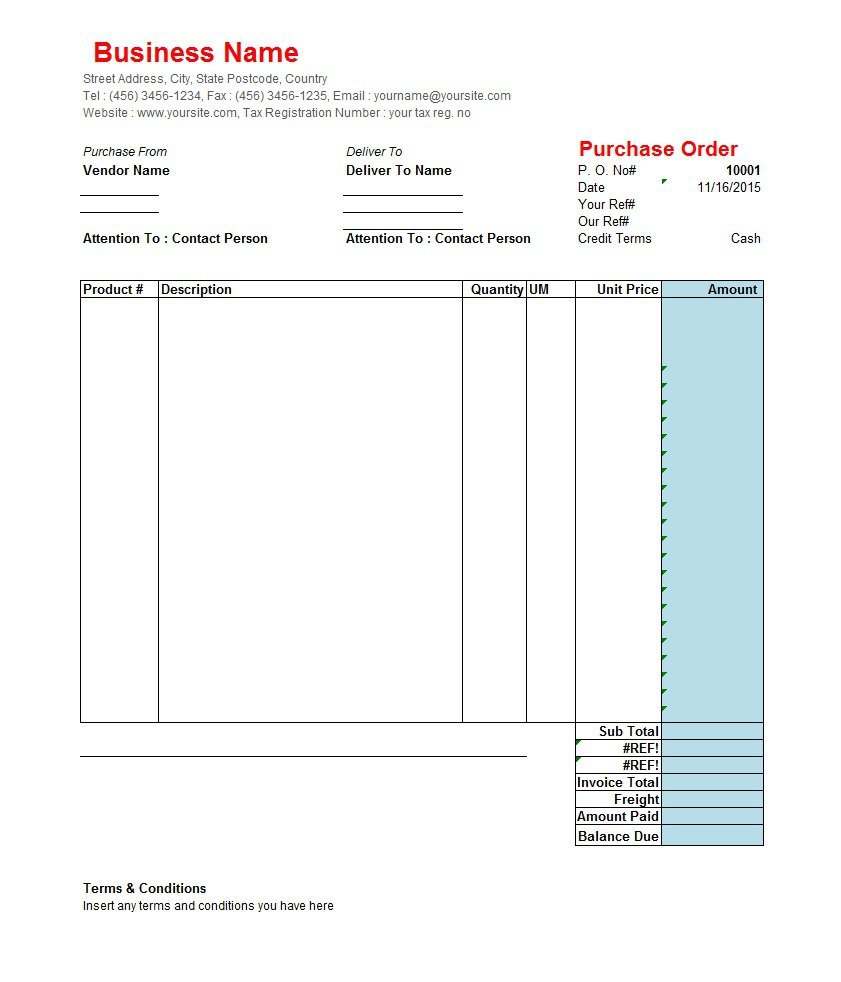 Business Name
Street Address, City, State Postcode, Country
Tel : (456) 3456-1234, Fax : (456) 3456-1235, Email : yourname@yoursite.com
Website : www.yoursite.com, Tax Registration Number : your tax reg. no
Purchase From Deliver To Purchase Order
Vendor Name Deliver To Name P. O. No# 10001
Date 11/16/2015
Your Ref#
Our Ref#
Attention To : Contact Person Attention To : Contact Person Credit Terms Cash
Product # Description Quantity UM Unit Price Amount
Sub Total
#REF!
#REF!
Invoice Total
Freight
Amount Paid
Balance Due
Terms & Conditions
Insert any terms and conditions you have here